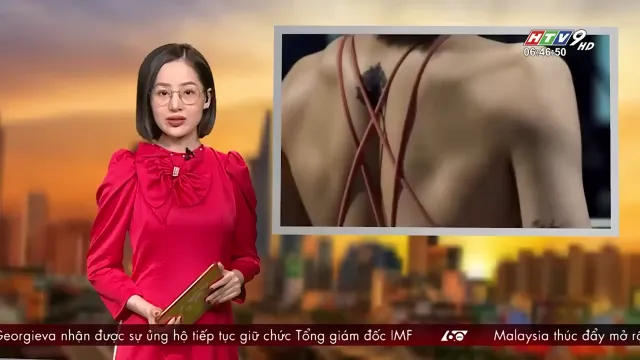 HTV9 HD
06:46:50
Georgieva nhận được sự ủng hộ tiếp tục giữ chức Tổng giám đốc IMF
60
Malaysia thúc đẩy mở rộ